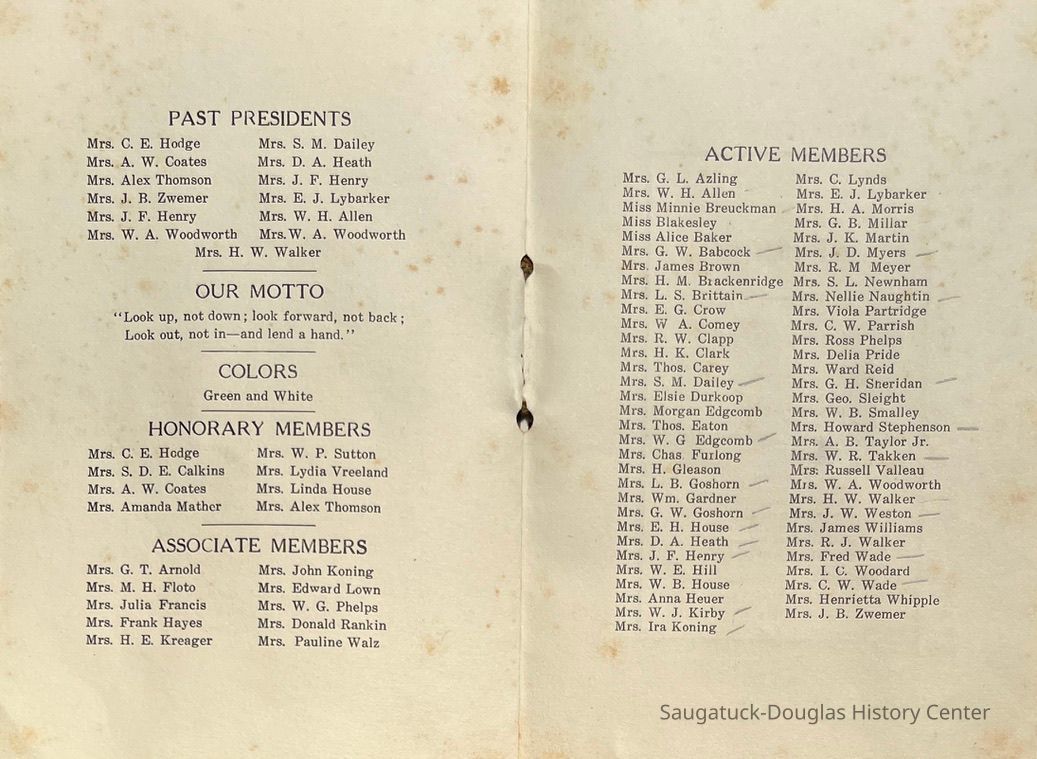 PAST PRESIDENTS
Mrs. C. E. Hodge
Mrs. A. W. Coates
Mrs. Alex Thomson
Mrs. J. B. Zwemer
Mrs. J. F. Henry
Mrs. W. A. Woodworth
Mrs. S. M. Dailey
Mrs. D. A. Heath
Mrs. J. F. Henry
Mrs. E. J. Lybarker
Mrs. W. H. Allen
Mrs.W. A. Woodworth
Mrs. H. W. Walker
OUR MOTTO
“Look up, not down; look forward, not back;
Look out, not in—and lend a hand.”
COLORS
Green and White
HONORARY MEMBERS
Mrs. C. E. Hodge
Mrs. S. D. E. Calkins
Mrs. A. W. Coates
Mrs. Amanda Mather
Mrs. W. P. Sutton
Mrs. Lydia Vreeland
Mrs. Linda House
Mrs. Alex Thomson
ASSOCIATE MEMBERS
Mrs. G. T. Arnold
Mrs. M. H. Floto
Mrs. Julia Francis
Mrs. Frank Hayes
Mrs. H. E. Kreager
Mrs. John Koning
Mrs. Edward Lown
Mrs. W. G. Phelps
Mrs. Donald Rankin
Mrs. Pauline Walz
ACTIVE MEMBERS
Mrs. G. L. Azling
Mrs. W. H. Allen
Miss Minnie Breuckman
Miss Blakesley
Miss Alice Baker
Mrs. G. W. Babcock
Mrs. James Brown
Mrs. H. M. Brackenridge
Mrs. L. S. Brittain
Mrs. E. G. Crow
Mrs. W A. Comey
Mrs. R. W. Clapp
Mrs. H. K. Clark
Mrs. Thos. Carey
Mrs. S. M. Dailey
Mrs. Elsie Durkoop
Mrs. Morgan Edgcomb
Mrs. Thos. Eaton
Mrs. W. G Edgcomb
Mrs. Chas. Furlong
Mrs. H. Gleason
Mrs. L. B. Goshorn
Mrs. Wm. Gardner
Mrs. G. W. Goshorn
Mrs. E. H. House
Mrs. D. A. Heath
Mrs. J. F. Henry
Mrs. W. E. Hill
Mrs. W. B. House
Mrs. Anna Heuer
Mrs. W. J. Kirby
Mrs. Ira Koning
Mrs. C. Lynds
Mrs. E. J. Lybarker
Mrs. H. A. Morris
Mrs. G. B. Millar
Mrs. J. K. Martin
Mrs. J. D. Myers
Mrs. R. M Meyer
Mrs. S. L. Newnham
Mrs. Nellie Naughtin
Mrs. Viola Partridge
Mrs. C. W. Parrish
Mrs. Ross Phelps
Mrs. Delia Pride
Mrs. Ward Reid
Mrs. G. H. Sheridan
Mrs. Geo. Sleight
Mrs. W. B. Smalley
Mrs. Howard Stephenson
Mrs. A. B. Taylor Jr.
Mrs. W. R. Takken
Mrs. Russell Valleau
Mrs. W. A. Woodworth
Mrs. H. W. Walker
Mrs. J. W. Weston
Mrs. James Williams
Mrs. R. J. Walker
Mrs. Fred Wade
Mrs. I. C. Woodard
Mrs. C. W. Wade
Mrs. Henrietta Whipple
Mrs. J. B. Zwemer
Saugatuck-Douglas History Center